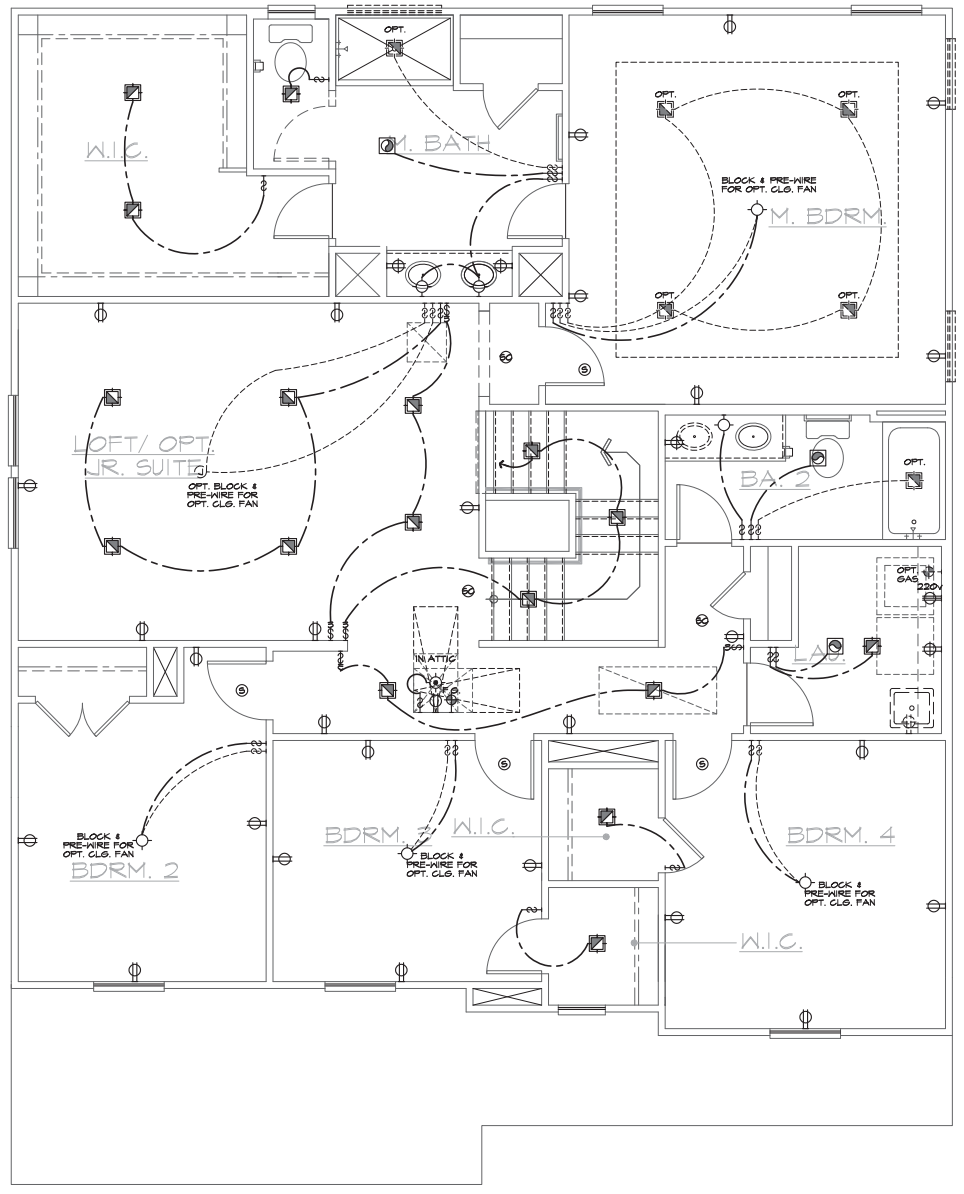 OPT.
W.I.C.
M. BATH
OPT.
OPT.
BLOCK & PRE-WIRE
FOR OPT. CLG. FAN
M. BDRM.
OPT.
OPT.
LOFT/ OPT.
JR. SUITE
OPT. BLOCK &
PRE-WIRE FOR
OPT. CLG. FAN
BA. 2
OPT.
OPT.
GAS
220V
LAU.
IN ATTIC
F.G.
S
S
S
S
BLOCK &
PRE-WIRE FOR
OPT. CLG. FAN
BDRM. 2
BDRM. 3
BLOCK &
PRE-WIRE FOR
OPT. CLG. FAN
W.I.C.
BDRM. 4
BLOCK &
PRE-WIRE FOR
OPT. CLG. FAN
W.I.C.